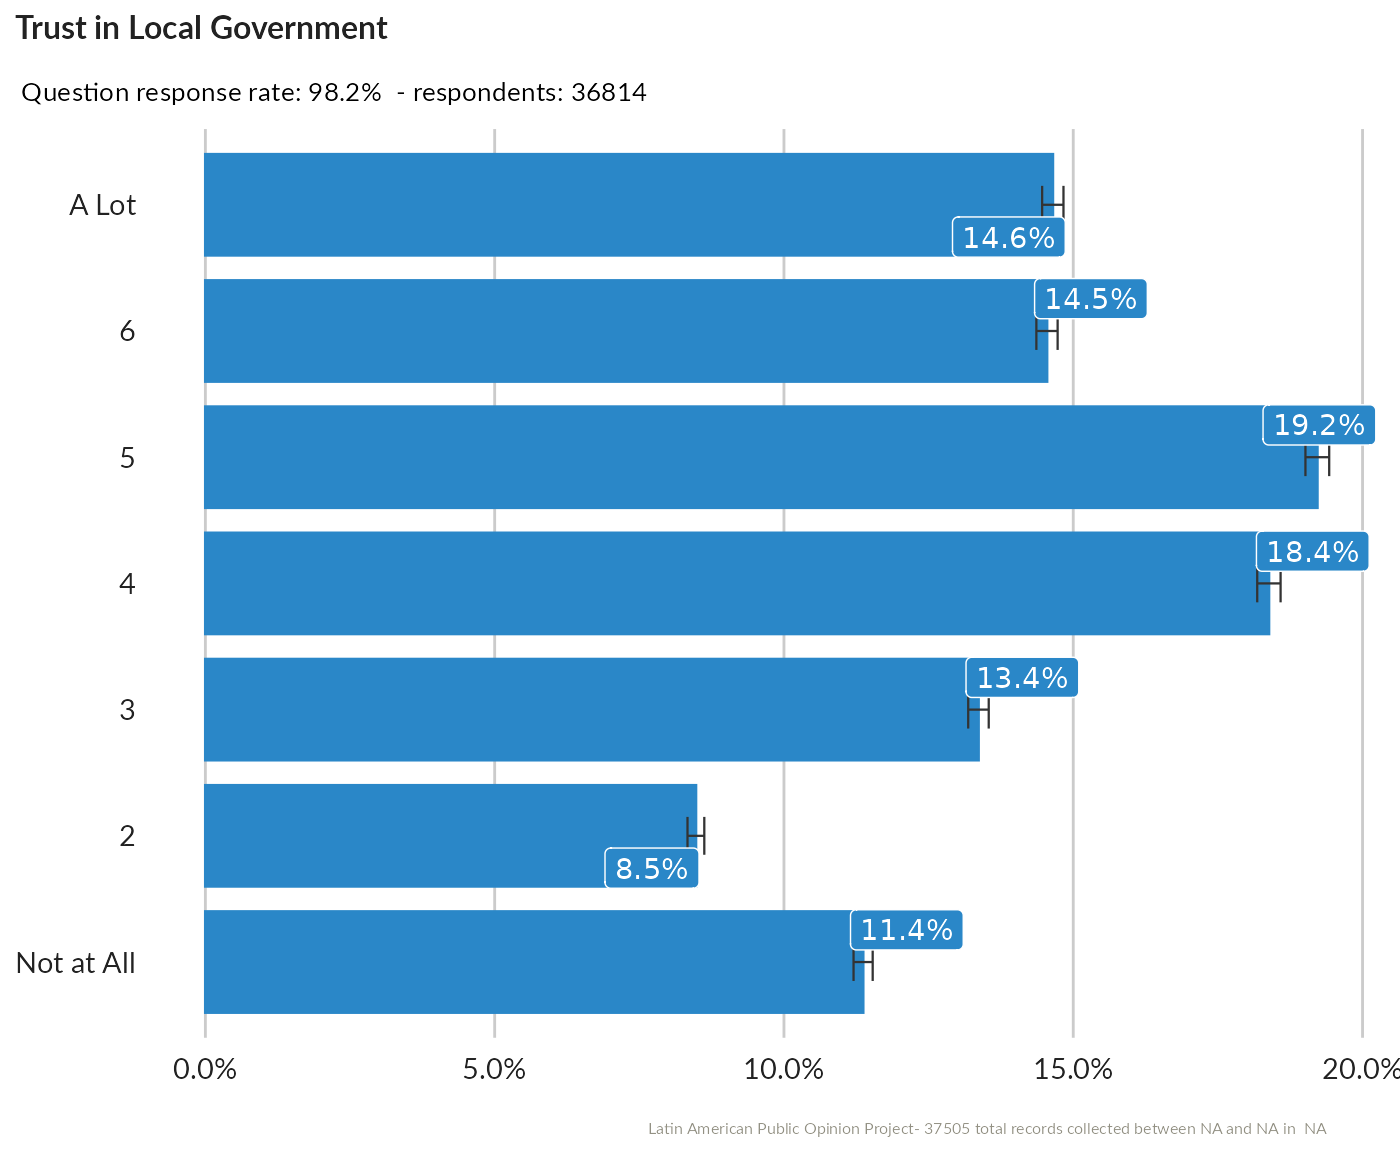 Trust in Local Government
Question response rate: 98.2%  - respondents: 36814
A Lot
14.6%
6
14.5%
5
19.2%
4
18.4%
3
13.4%
2
8.5%
Not at All
11.4%
0.0% 5.0% 10.0% 15.0% 20.0%
Latin American Public Opinion Project- 37505 total records collected between NA and NA in  NA